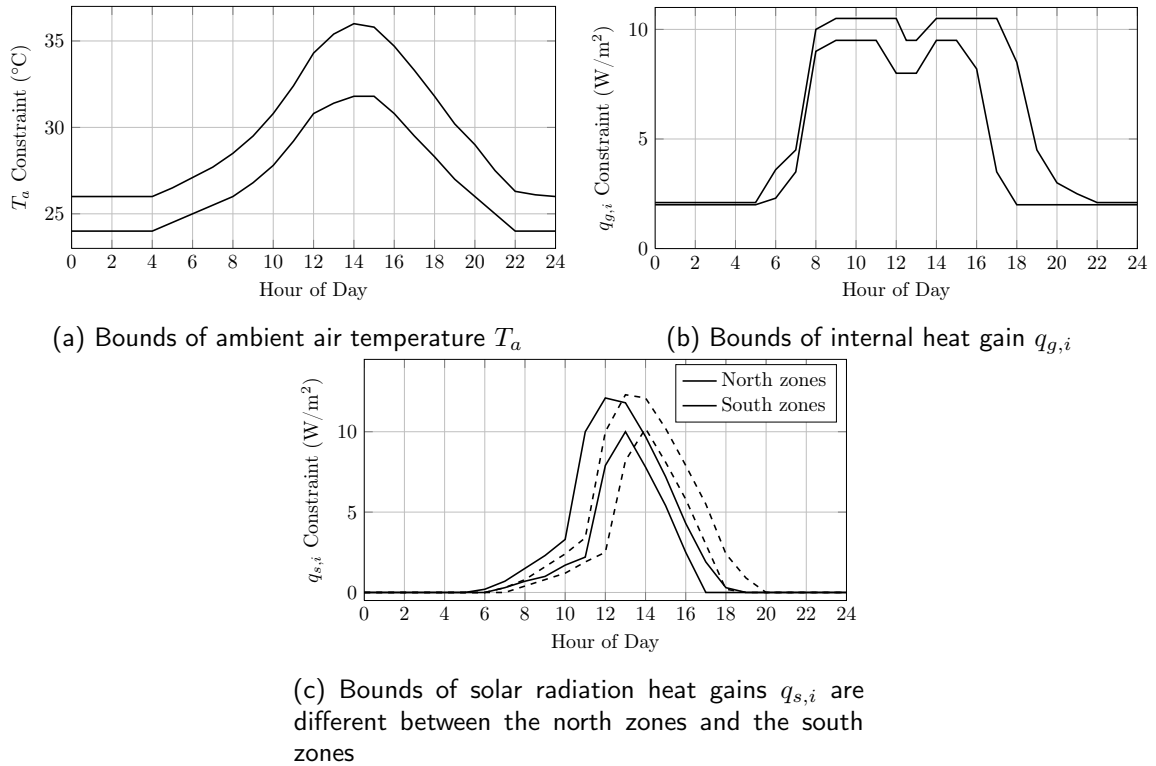 35
30
25
0 2 4 6 8 10 12 14 16 18 20 22 24
Hour of Day
T_a Constraint (°C)
(a) Bounds of ambient air temperature T_a
10
5
0
0 2 4 6 8 10 12 14 16 18 20 22 24
Hour of Day
q_{g,i} Constraint (W/m²)
(b) Bounds of internal heat gain q_{g,i}
North zones
South zones
10
5
0
0 2 4 6 8 10 12 14 16 18 20 22 24
Hour of Day
q_{s,i} Constraint (W/m²)
(c) Bounds of solar radiation heat gains q_{s,i} are
different between the north zones and the south
zones